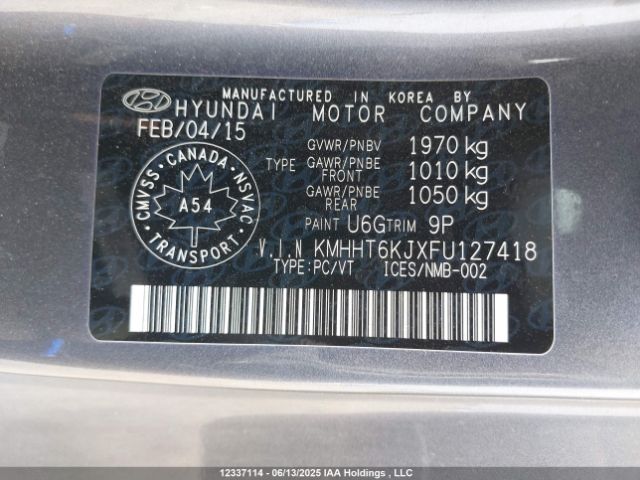 MANUFACTURED IN KOREA BY
HYUNDAI MOTOR COMPANY
FEB/04/15
GVWR/PNBV 1970 kg
TYPE GAWR/PNBE FRONT 1010 kg
GAWR/PNBE REAR 1050 kg
CMVSS · CANADA · NSVAC · TRANSPORT ·
A54
PAINT U6G TRIM 9P
V.I.N KMHHT6KJXFU127418
TYPE:PC/VT ICES/NMB-002
12337114 - 06/13/2025 IAA Holdings , LLC